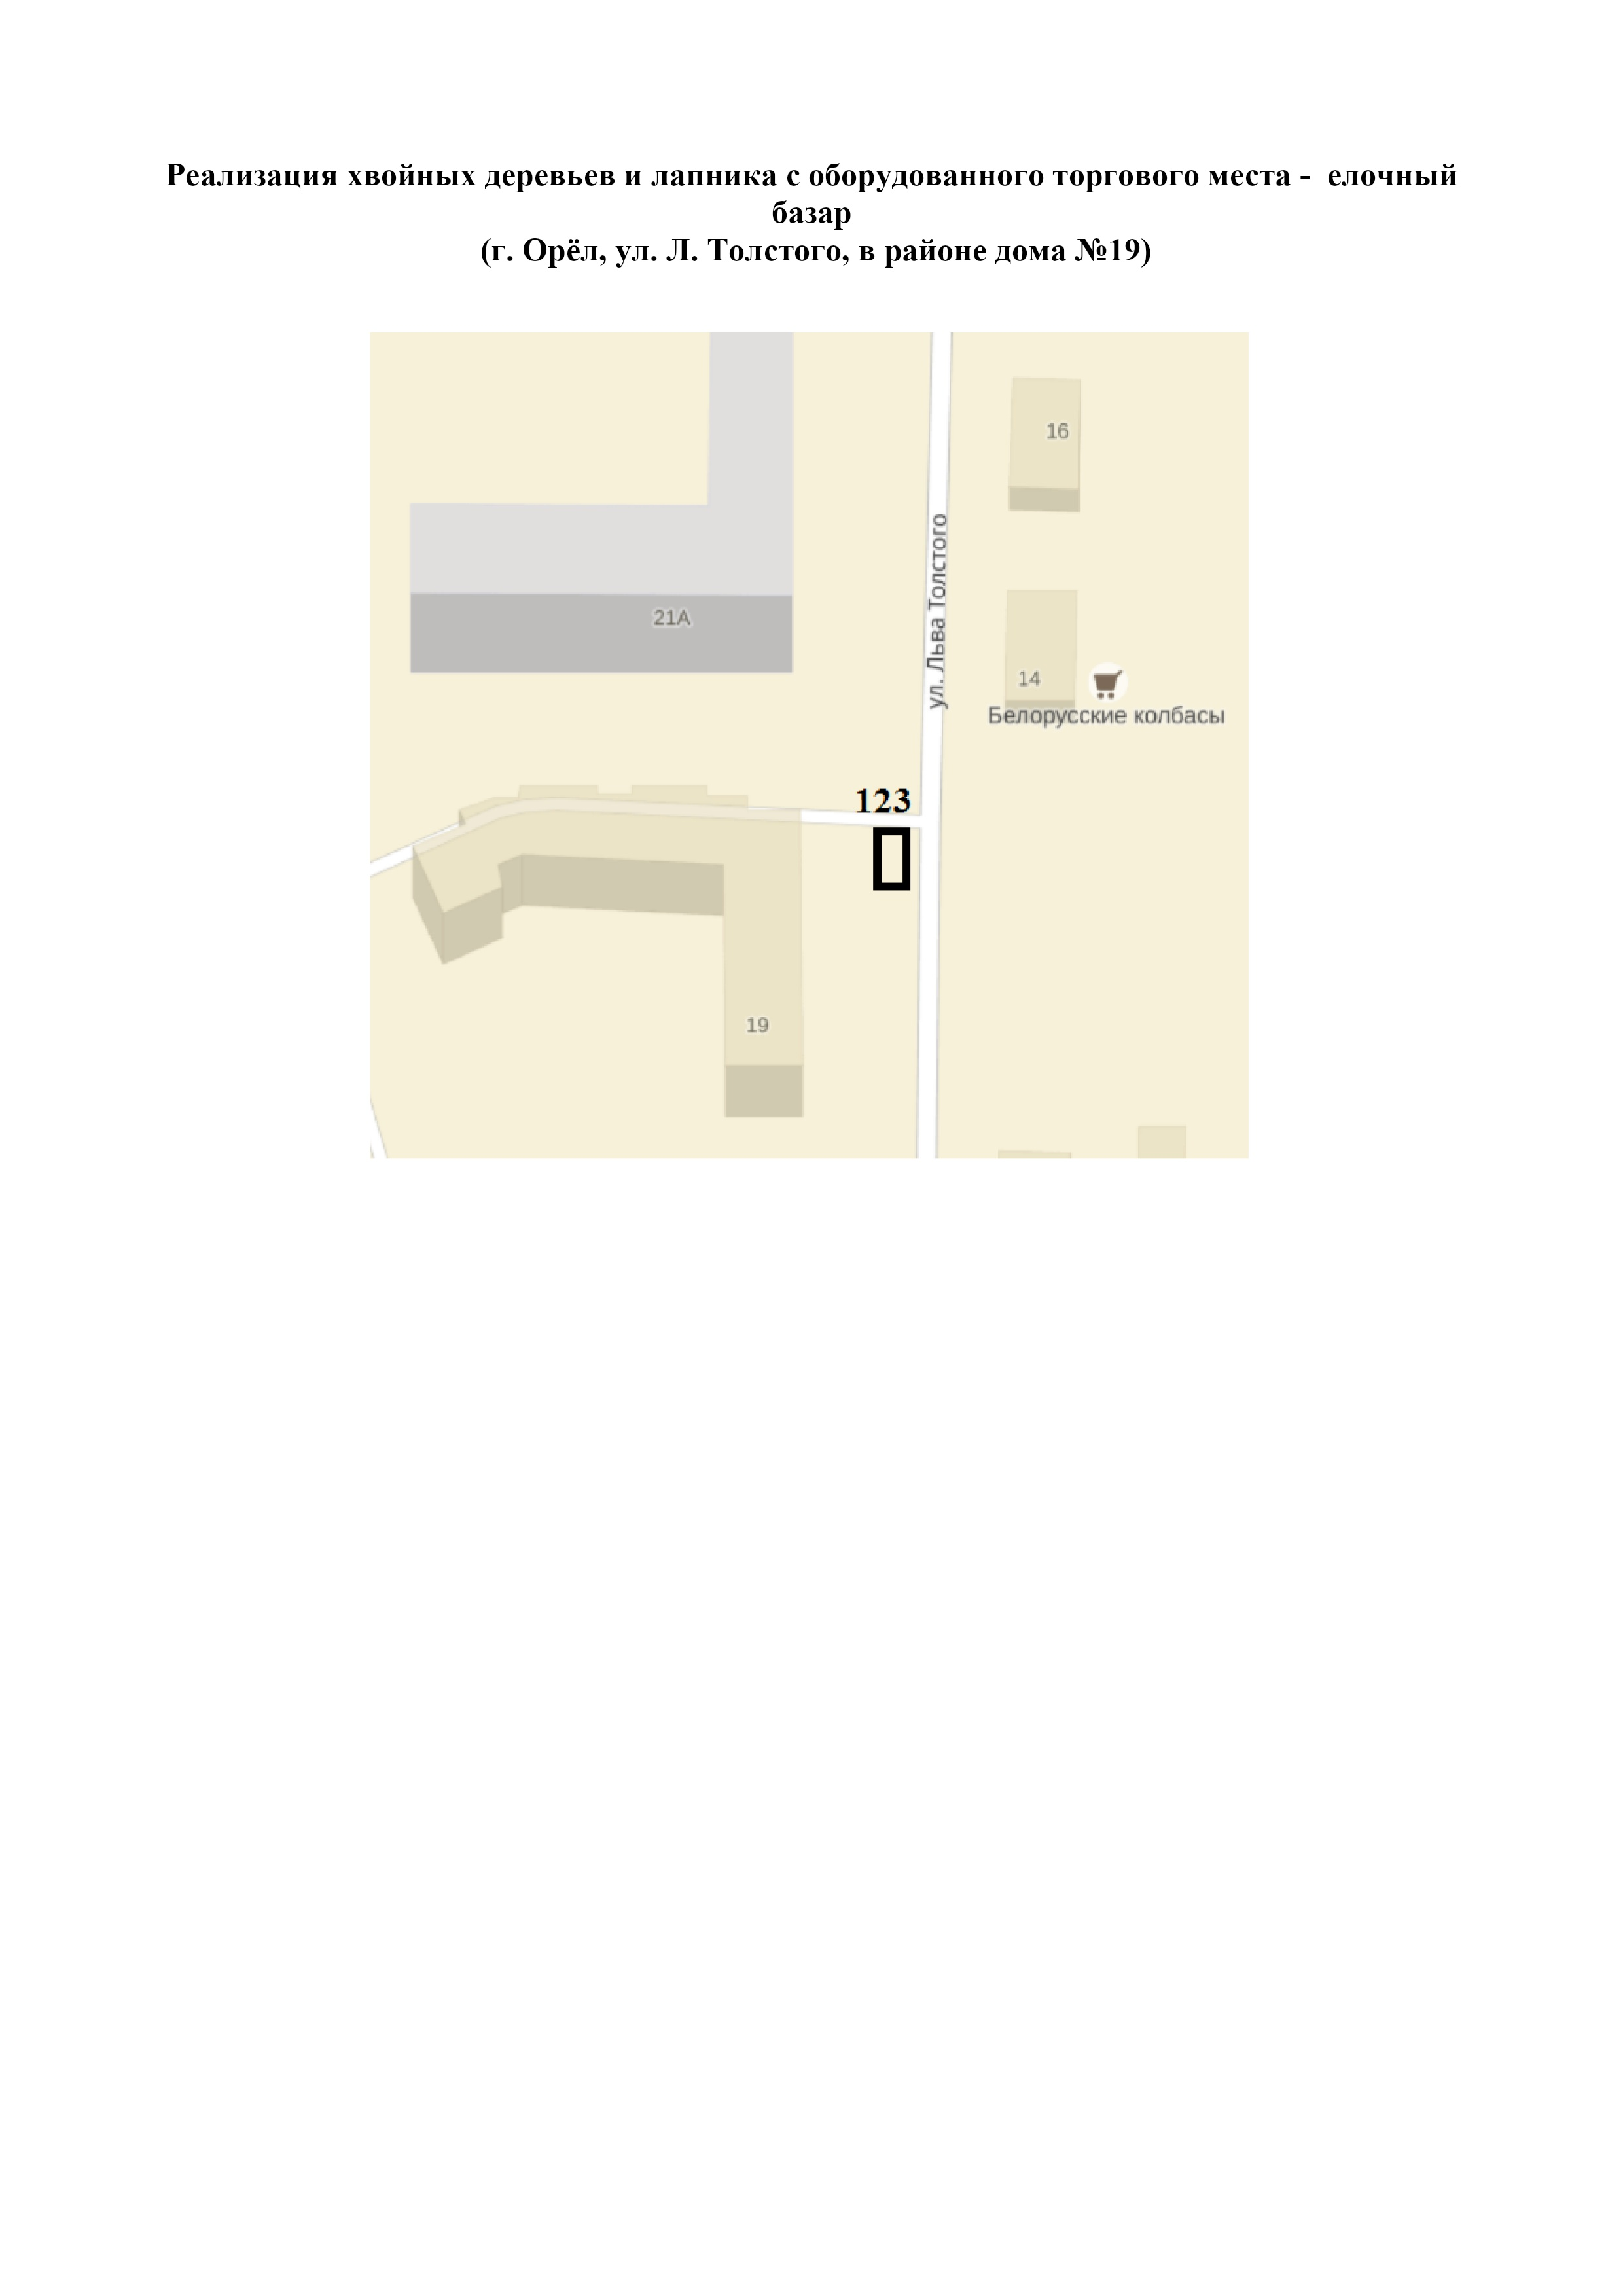 Реализация хвойных деревьев и лапника с оборудованного торгового места - елочный
базар
(г. Орёл, ул. Л. Толстого, в районе дома №19)
16
ул. Льва Толстого
21А
14
Белорусские колбасы
123
19